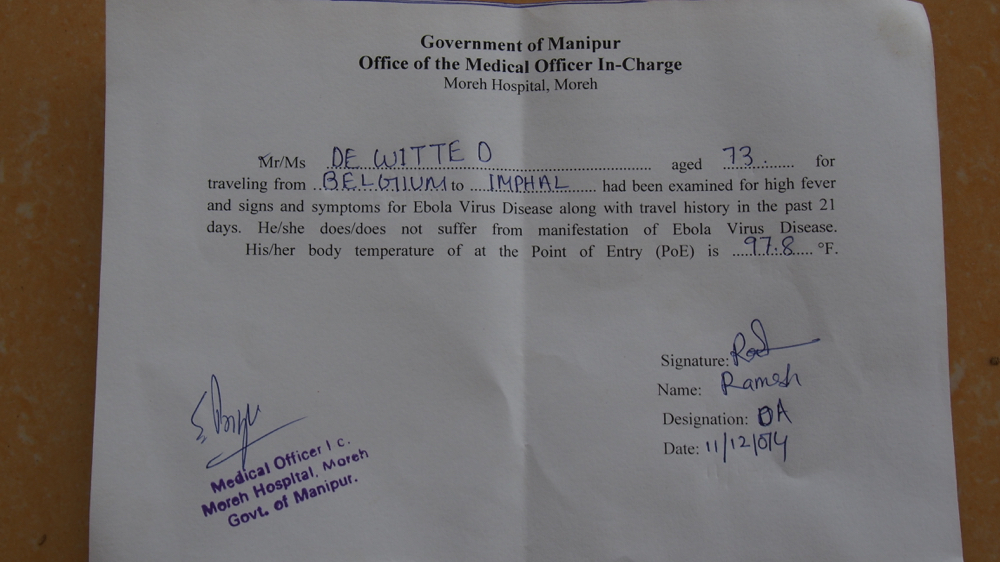 Government of Manipur
Office of the Medical Officer In-Charge
Moreh Hospital, Moreh
Mr/Ms DE WITTE D aged 73. for
traveling from BELGIUM to IMPHAL had been examined for high fever
and signs and symptoms for Ebola Virus Disease along with travel history in the past 21
days. He/she does/does not suffer from manifestation of Ebola Virus Disease.
His/her body temperature of at the Point of Entry (PoE) is 97.8 °F.
Signature:
Name: Ramesh
Designation: OA
Date: 11/12/014
Medical Officer I c.
Moreh Hospital, Moreh
Govt. of Manipur.